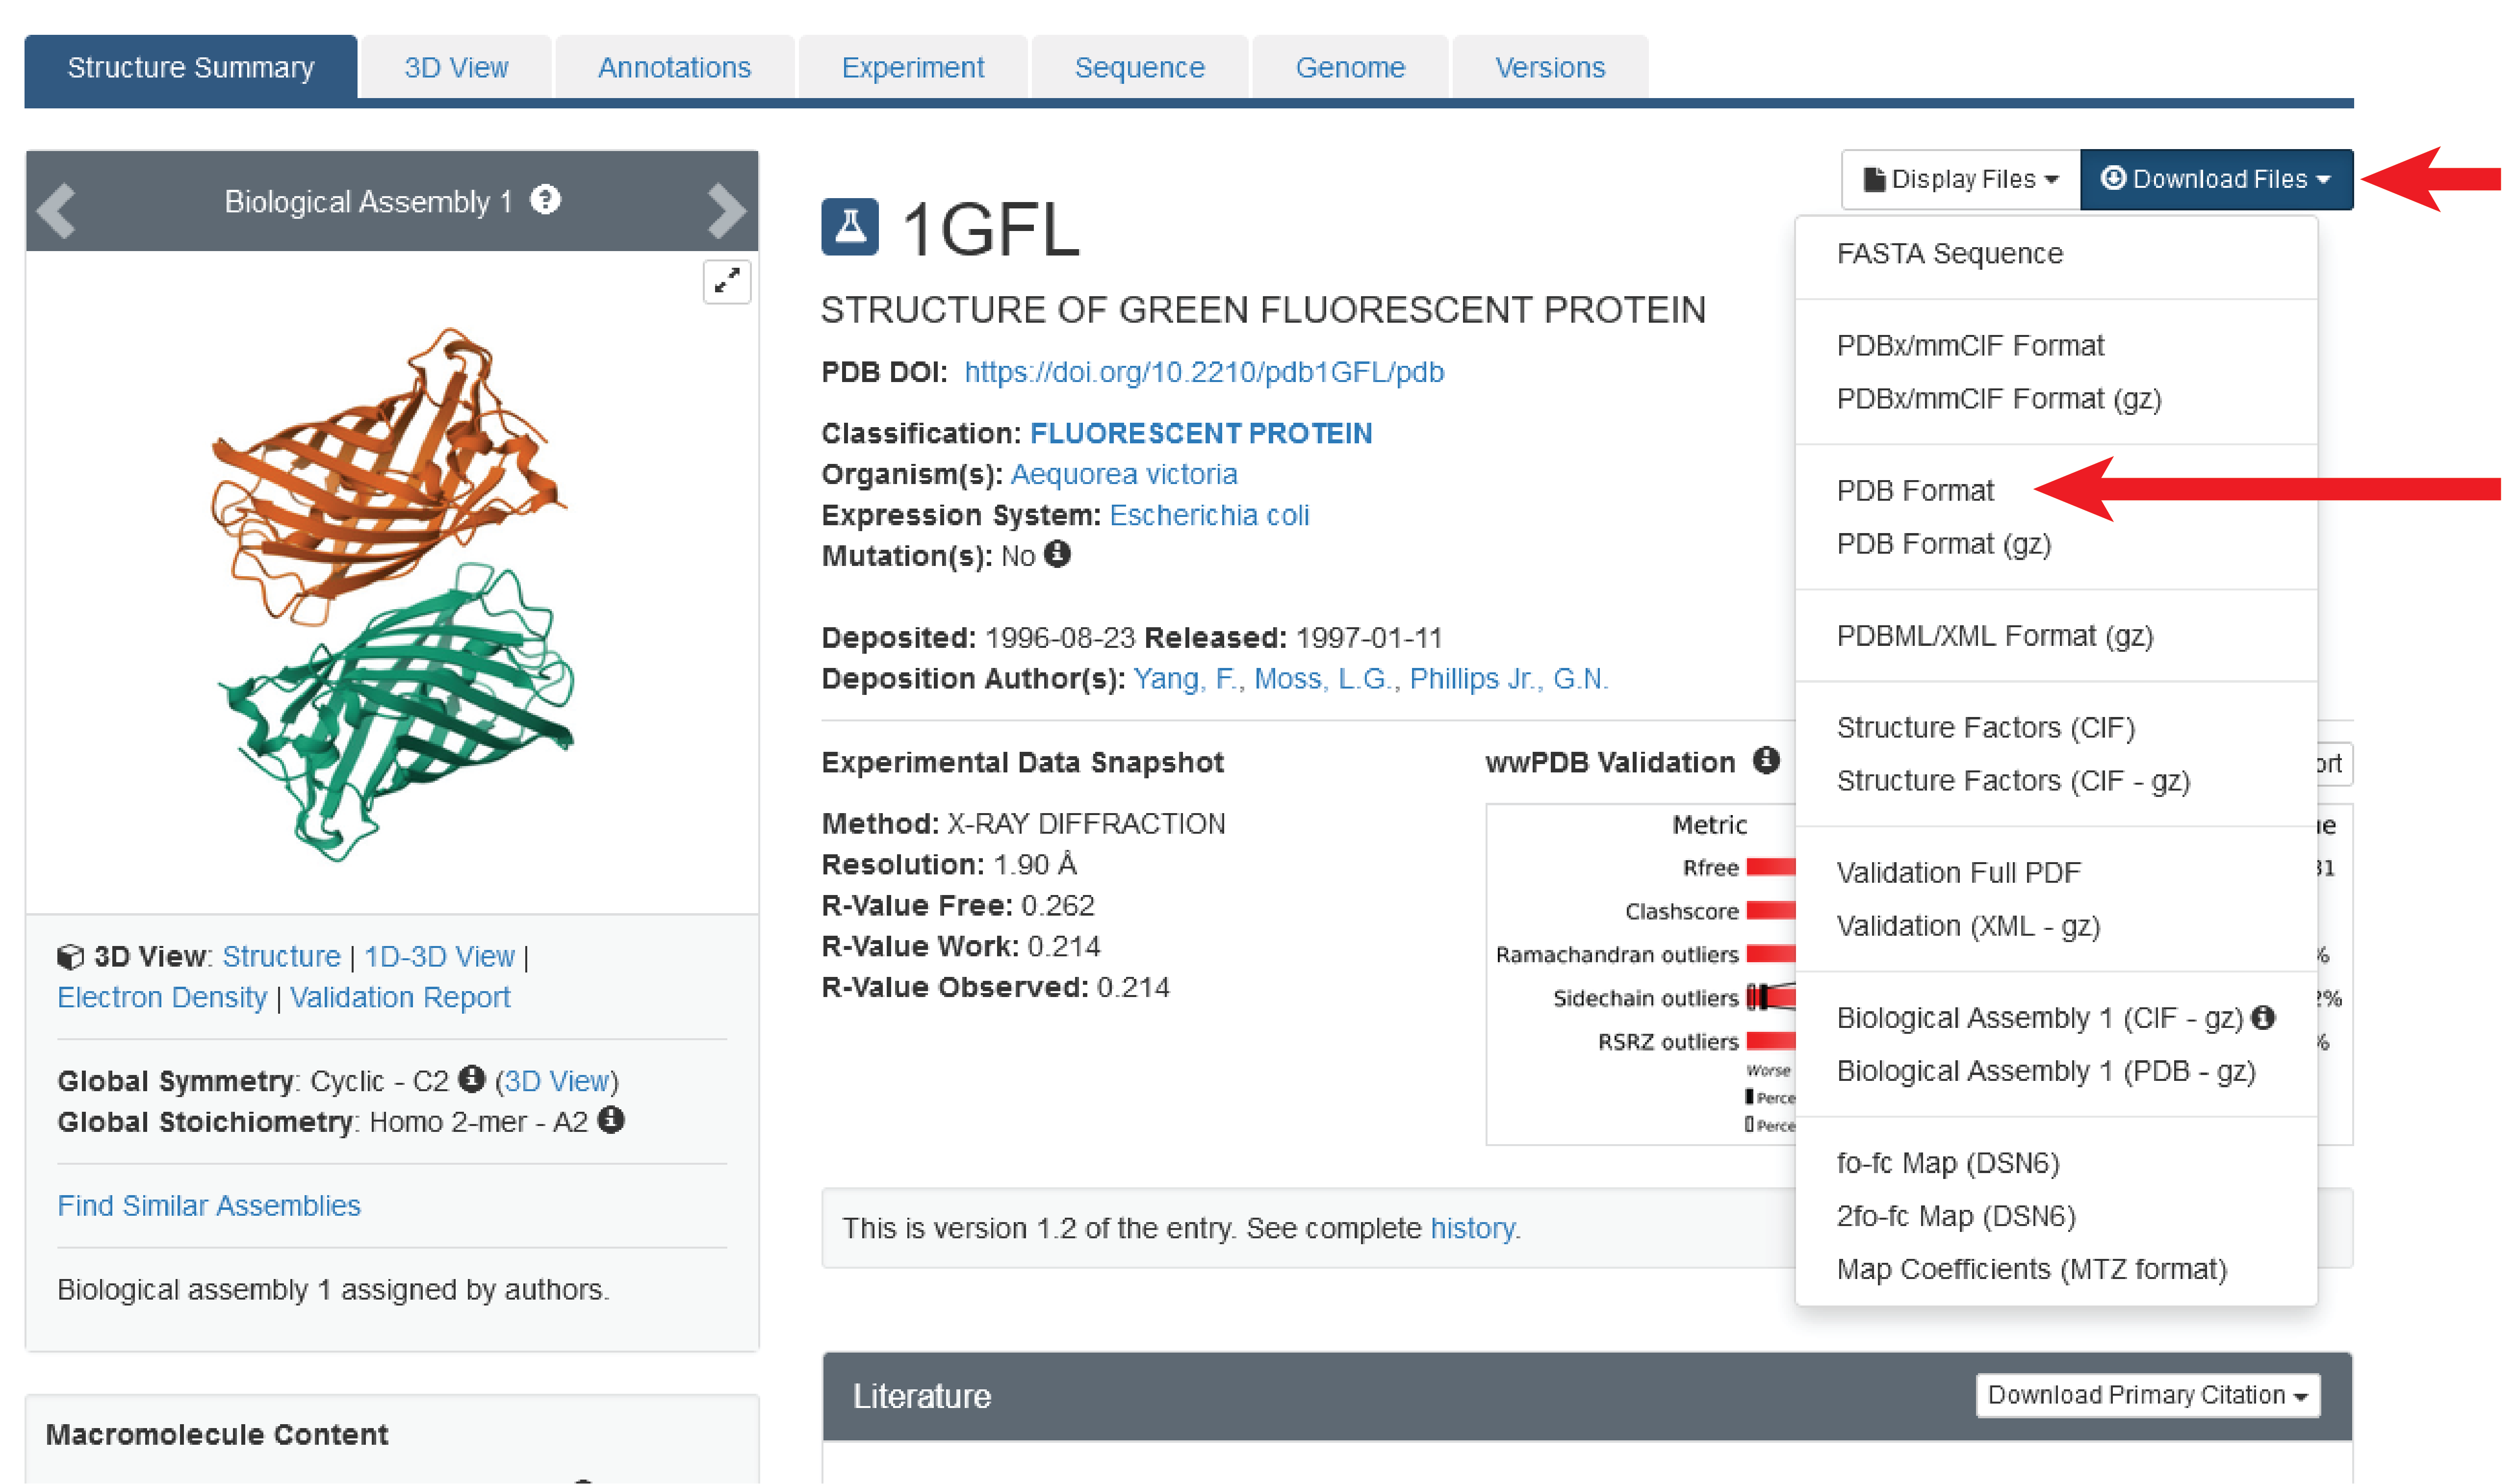 Structure Summary 3D View Annotations Experiment Sequence Genome Versions
Biological Assembly 1
3D View: Structure | 1D-3D View |
Electron Density | Validation Report
Global Symmetry: Cyclic - C2 (3D View)
Global Stoichiometry: Homo 2-mer - A2
Find Similar Assemblies
Biological assembly 1 assigned by authors.
Macromolecule Content
Display Files Download Files
1GFL
STRUCTURE OF GREEN FLUORESCENT PROTEIN
PDB DOI: https://doi.org/10.2210/pdb1GFL/pdb
Classification: FLUORESCENT PROTEIN
Organism(s): Aequorea victoria
Expression System: Escherichia coli
Mutation(s): No
Deposited: 1996-08-23 Released: 1997-01-11
Deposition Author(s): Yang, F., Moss, L.G., Phillips Jr., G.N.
Experimental Data Snapshot
Method: X-RAY DIFFRACTION
Resolution: 1.90 Å
R-Value Free: 0.262
R-Value Work: 0.214
R-Value Observed: 0.214
wwPDB Validation
Metric
Rfree
Clashscore
Ramachandran outliers
Sidechain outliers
RSRZ outliers
Worse
FASTA Sequence
PDBx/mmCIF Format
PDBx/mmCIF Format (gz)
PDB Format
PDB Format (gz)
PDBML/XML Format (gz)
Structure Factors (CIF)
Structure Factors (CIF - gz)
Validation Full PDF
Validation (XML - gz)
Biological Assembly 1 (CIF - gz)
Biological Assembly 1 (PDB - gz)
fo-fc Map (DSN6)
2fo-fc Map (DSN6)
Map Coefficients (MTZ format)
This is version 1.2 of the entry. See complete history.
Literature
Download Primary Citation